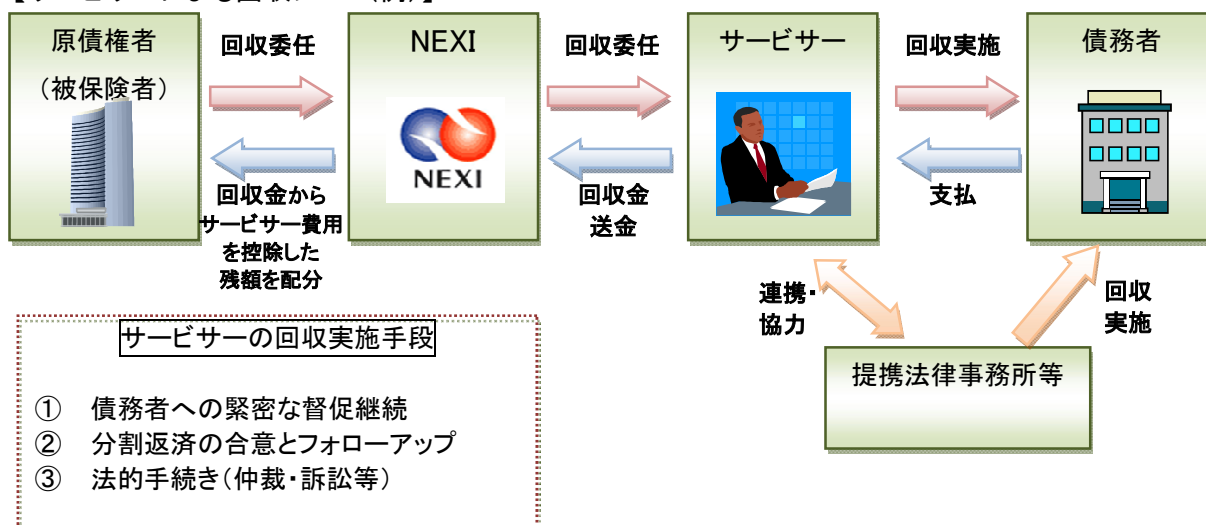 原債権者
(被保険者)
回収委任
NEXI
回収委任
サービサー
回収実施
債務者
NEXI
回収金から
サービサー費用
を控除した
残額を配分
回収金
送金
支払
連携・
協力
回収
実施
提携法律事務所等
サービサーの回収実施手段
① 債務者への緊密な督促継続
② 分割返済の合意とフォローアップ
③ 法的手続き(仲裁・訴訟等)